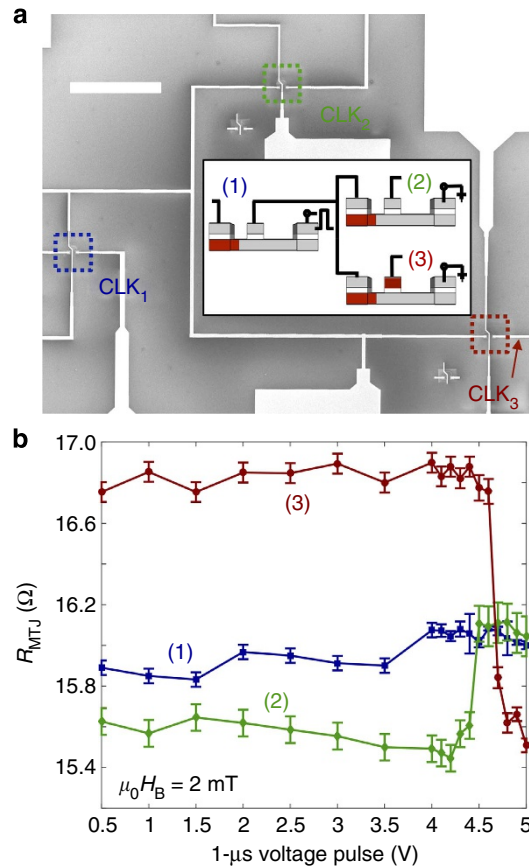 a
CLK2
(1)
(2)
(3)
CLK1
CLK3
b
17.0
16.6
16.2
15.8
15.4
RMTJ (Ω)
(3)
(1)
(2)
μ0HB = 2 mT
0.5 1 1.5 2 2.5 3 3.5 4 4.5 5
1-μs voltage pulse (V)